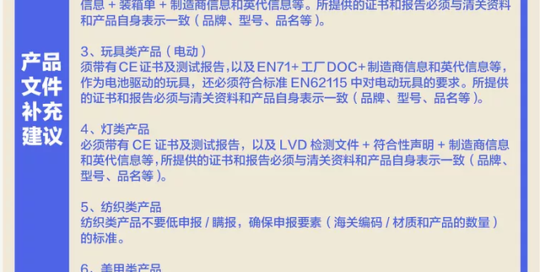 信息 + 装箱单 + 制造商信息和英代信息等。所提供的证书和报告必须与清关资料
和产品自身表示一致（品牌、型号、品名等）。
产品
文件
补充
建议
3、玩具类产品（电动）
须带有CE证书及测试报告，以及EN71+工厂DOC+制造商信息和英代信息等，
作为电池驱动的玩具，还必须符合标准 EN62115 中对电动玩具的要求。所提供
的证书和报告必须与清关资料和产品自身表示一致（品牌、型号、品名等）。
4、灯类产品
必须带有 CE 证书及测试报告，以及 LVD 检测文件 + 符合性声明 + 制造商信息
和英代信息等，所提供的证书和报告必须与清关资料和产品自身表示一致（品牌、
型号、品名等）。
5、纺织类产品
纺织类产品不要低申报 / 瞒报，确保申报要素（海关编码 / 材质和产品的数量）
的标准。
6、美甲类产品